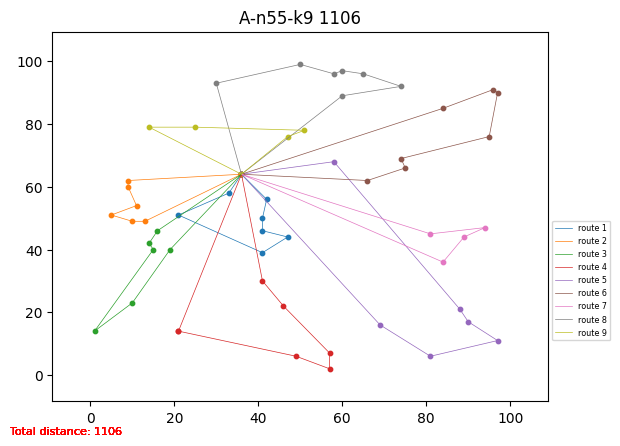 A-n55-k9 1106
100
80
60
40
20
0
0 20 40 60 80 100
route 1
route 2
route 3
route 4
route 5
route 6
route 7
route 8
route 9
Total distance: 1106